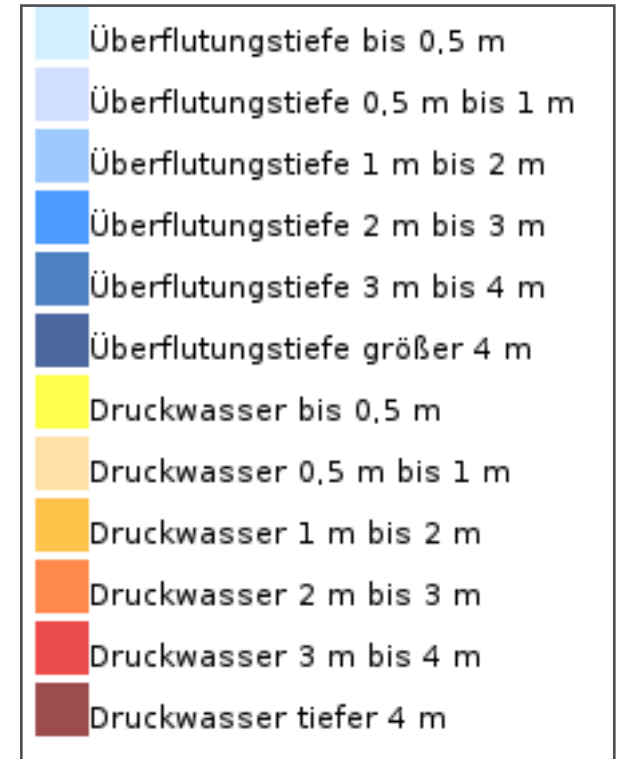 Überflutungstiefe bis 0,5 m
Überflutungstiefe 0,5 m bis 1 m
Überflutungstiefe 1 m bis 2 m
Überflutungstiefe 2 m bis 3 m
Überflutungstiefe 3 m bis 4 m
Überflutungstiefe größer 4 m
Druckwasser bis 0,5 m
Druckwasser 0,5 m bis 1 m
Druckwasser 1 m bis 2 m
Druckwasser 2 m bis 3 m
Druckwasser 3 m bis 4 m
Druckwasser tiefer 4 m